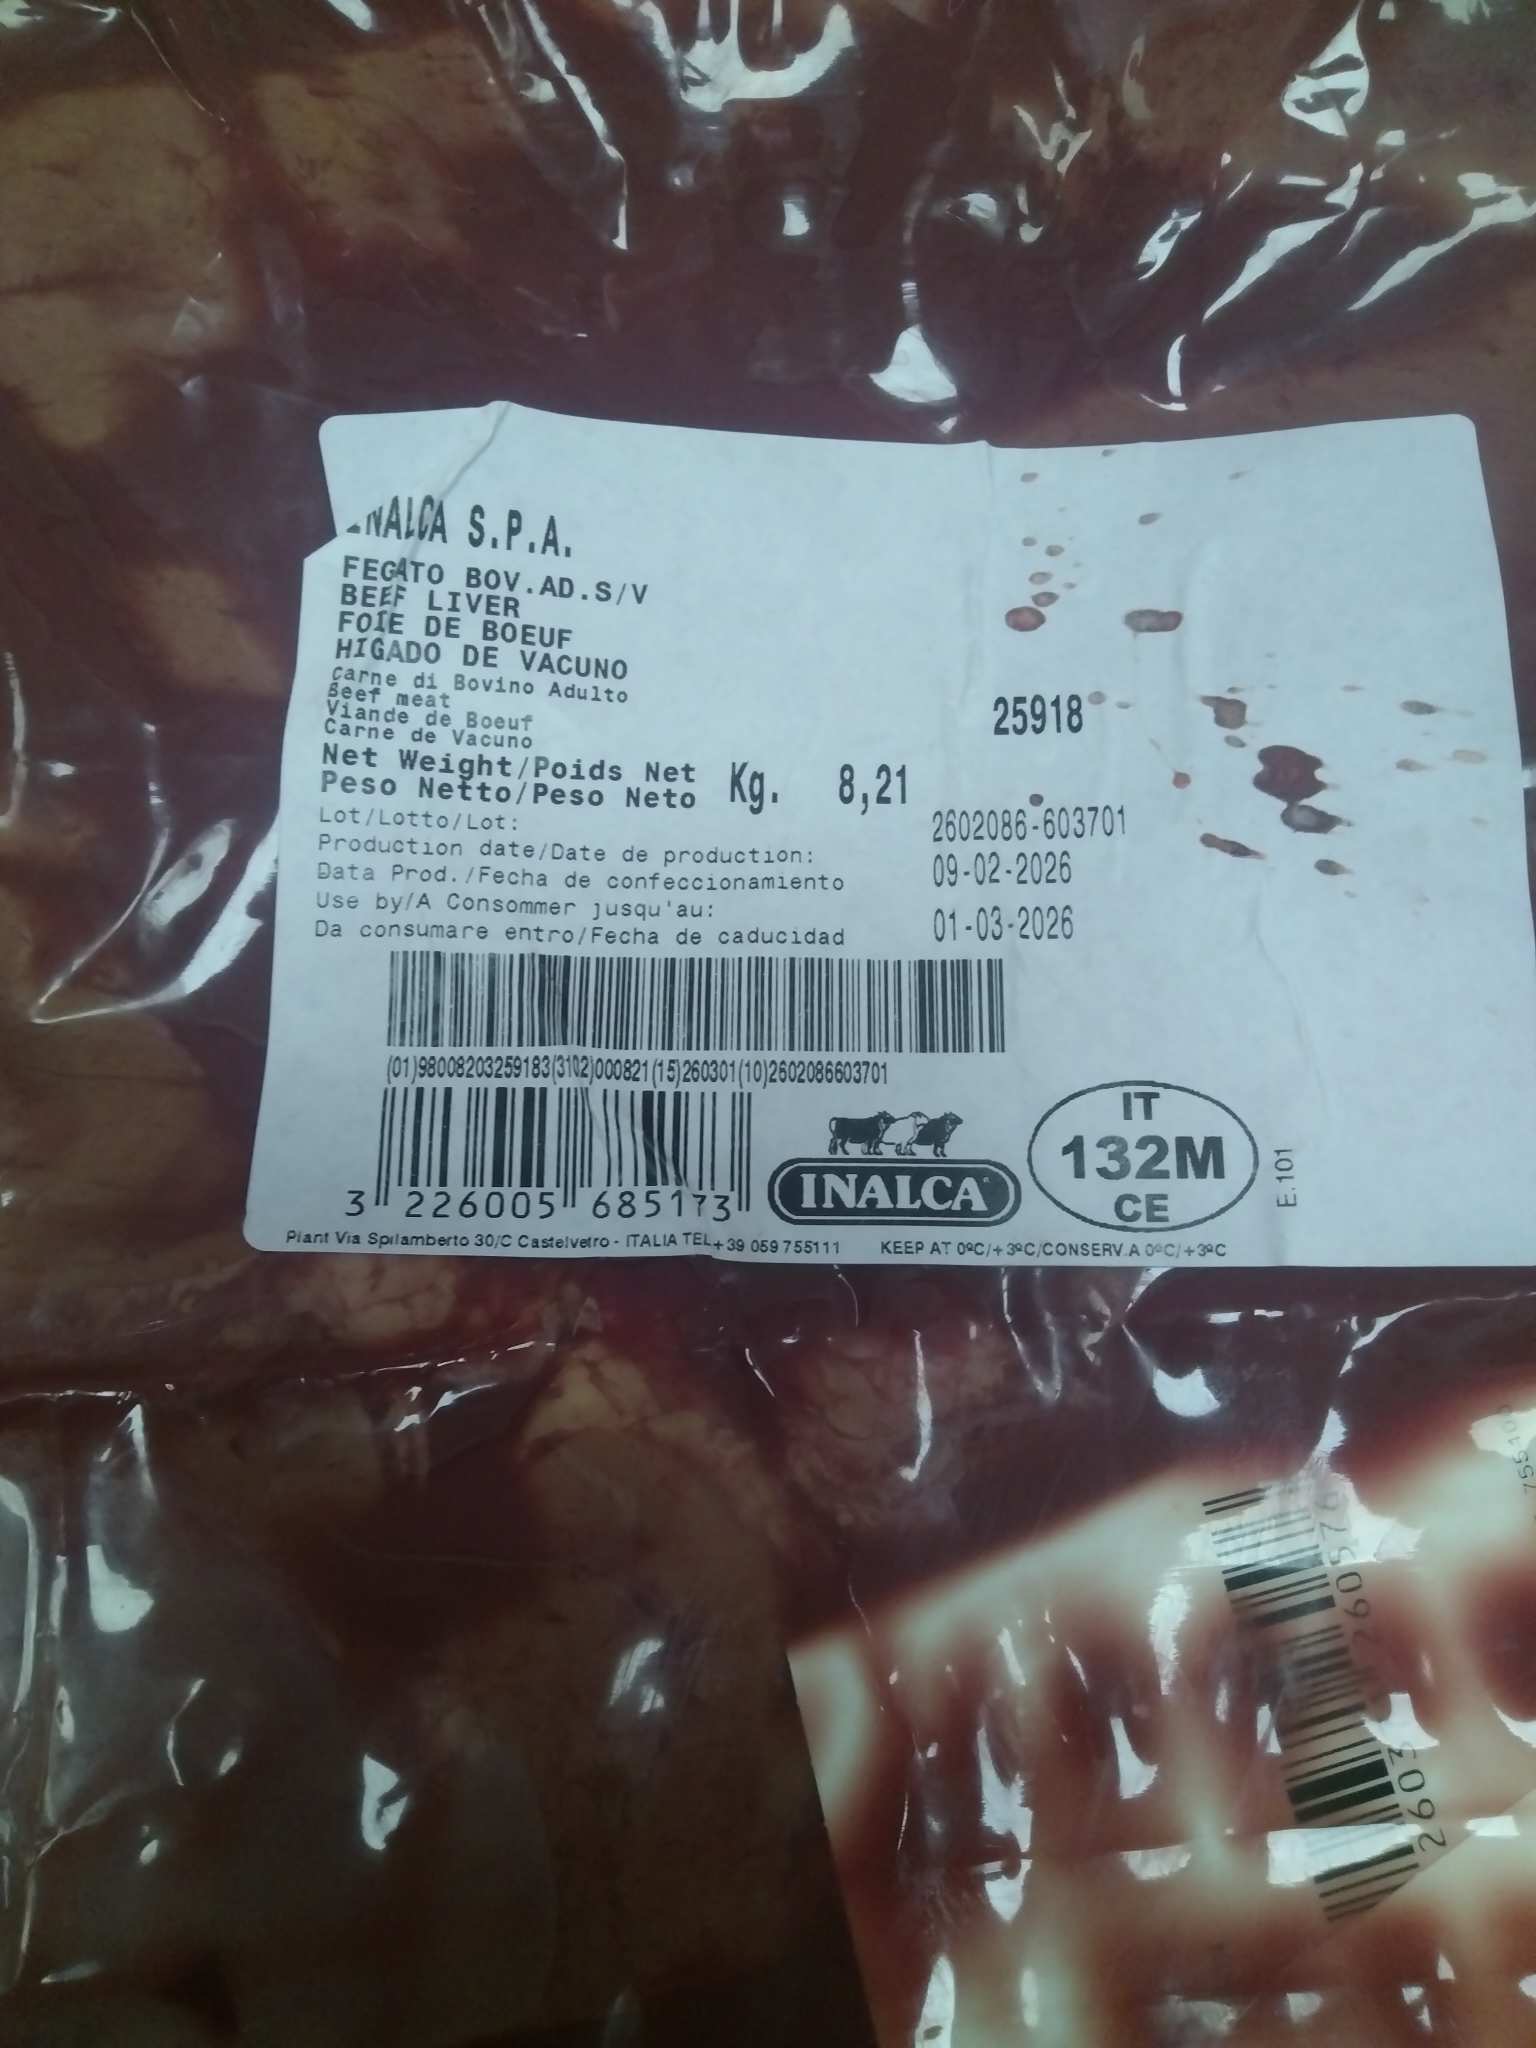 INALCA S.P.A.
FEGATO BOV.AD.S/V
BEEF LIVER
FOIE DE BOEUF
HIGADO DE VACUNO
Carne di Bovino Adulto
Beef meat
Viande de Boeuf
Carne de Vacuno
25918
Net Weight/Poids Net
Peso Netto/Peso Neto Kg. 8,21
Lot/Lotto/Lot: 2602086-603701
Production date/Date de production:
Data Prod./Fecha de confeccionamiento 09-02-2026
Use by/A Consommer jusqu'au:
Da consumare entro/Fecha de caducidad 01-03-2026
(01)98008203259183(3102)000821(15)260301(10)2602086603701
3 226005 685173
INALCA
IT
132M
CE
E.101
Plant Via Spilamberto 30/C Castelvetro - ITALIA TEL +39 059 755111 KEEP AT 0ºC/+3ºC/CONSERV.A 0ºC/+3ºC